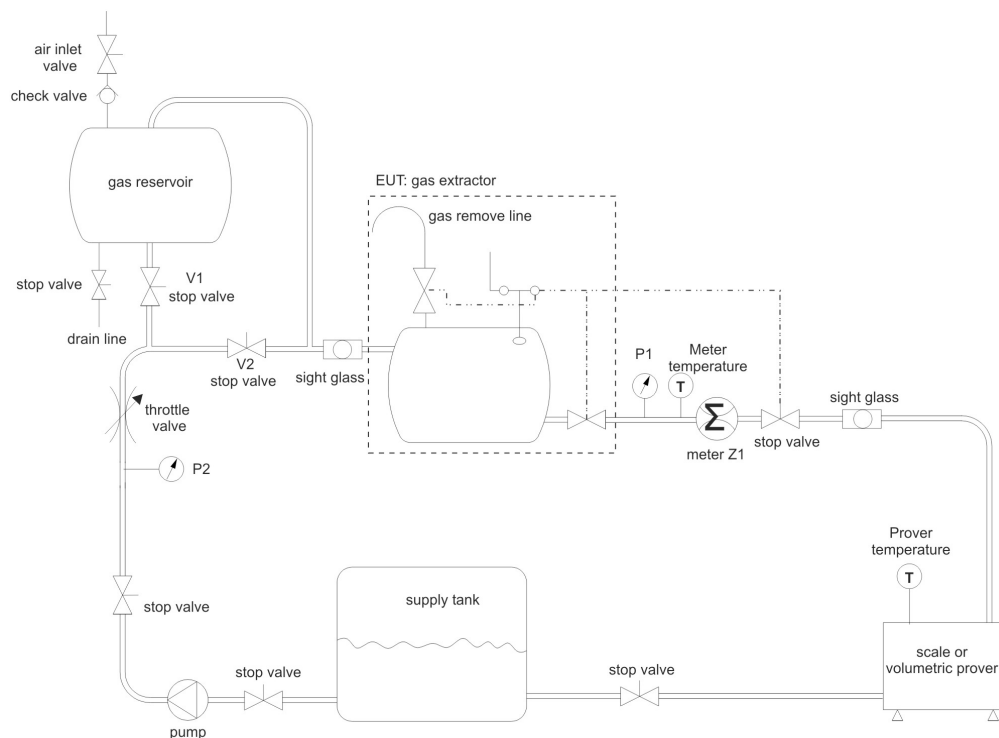 air inlet
valve
check valve
gas reservoir
EUT: gas extractor
gas remove line
stop valve
V1
stop valve
drain line
V2
stop valve
sight glass
P1
Meter
temperature
T
Σ
meter Z1
stop valve
sight glass
throttle
valve
P2
Prover
temperature
T
stop valve
supply tank
scale or
volumetric prover
stop valve
stop valve
pump